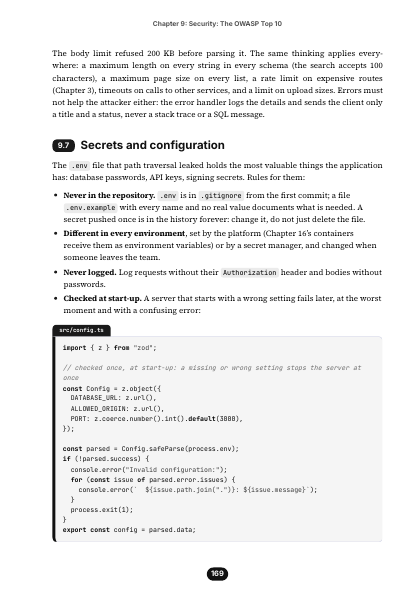 Chapter 9: Security: The OWASP Top 10
The body limit refused 200 KB before parsing it. The same thinking applies every-
where: a maximum length on every string in every schema (the search accepts 100
characters), a maximum page size on every list, a rate limit on expensive routes
(Chapter 3), timeouts on calls to other services, and a limit on upload sizes. Errors must
not help the attacker either: the error handler logs the details and sends the client only
a title and a status, never a stack trace or a SQL message.
9.7 Secrets and configuration
The .env file that path traversal leaked holds the most valuable things the application
has: database passwords, API keys, signing secrets. Rules for them:
• Never in the repository. .env is in .gitignore from the first commit; a file
.env.example with every name and no real value documents what is needed. A
secret pushed once is in the history forever: change it, do not just delete the file.
• Different in every environment, set by the platform (Chapter 16's containers
receive them as environment variables) or by a secret manager, and changed when
someone leaves the team.
• Never logged. Log requests without their Authorization header and bodies without
passwords.
• Checked at start-up. A server that starts with a wrong setting fails later, at the worst
moment and with a confusing error:
src/config.ts
import { z } from "zod";
// checked once, at start-up: a missing or wrong setting stops the server at
once
const Config = z.object({
  DATABASE_URL: z.url(),
  ALLOWED_ORIGIN: z.url(),
  PORT: z.coerce.number().int().default(3000),
});
const parsed = Config.safeParse(process.env);
if (!parsed.success) {
  console.error("Invalid configuration:");
  for (const issue of parsed.error.issues) {
    console.error(`  ${issue.path.join(".")}: ${issue.message}`);
  }
  process.exit(1);
}
export const config = parsed.data;
169